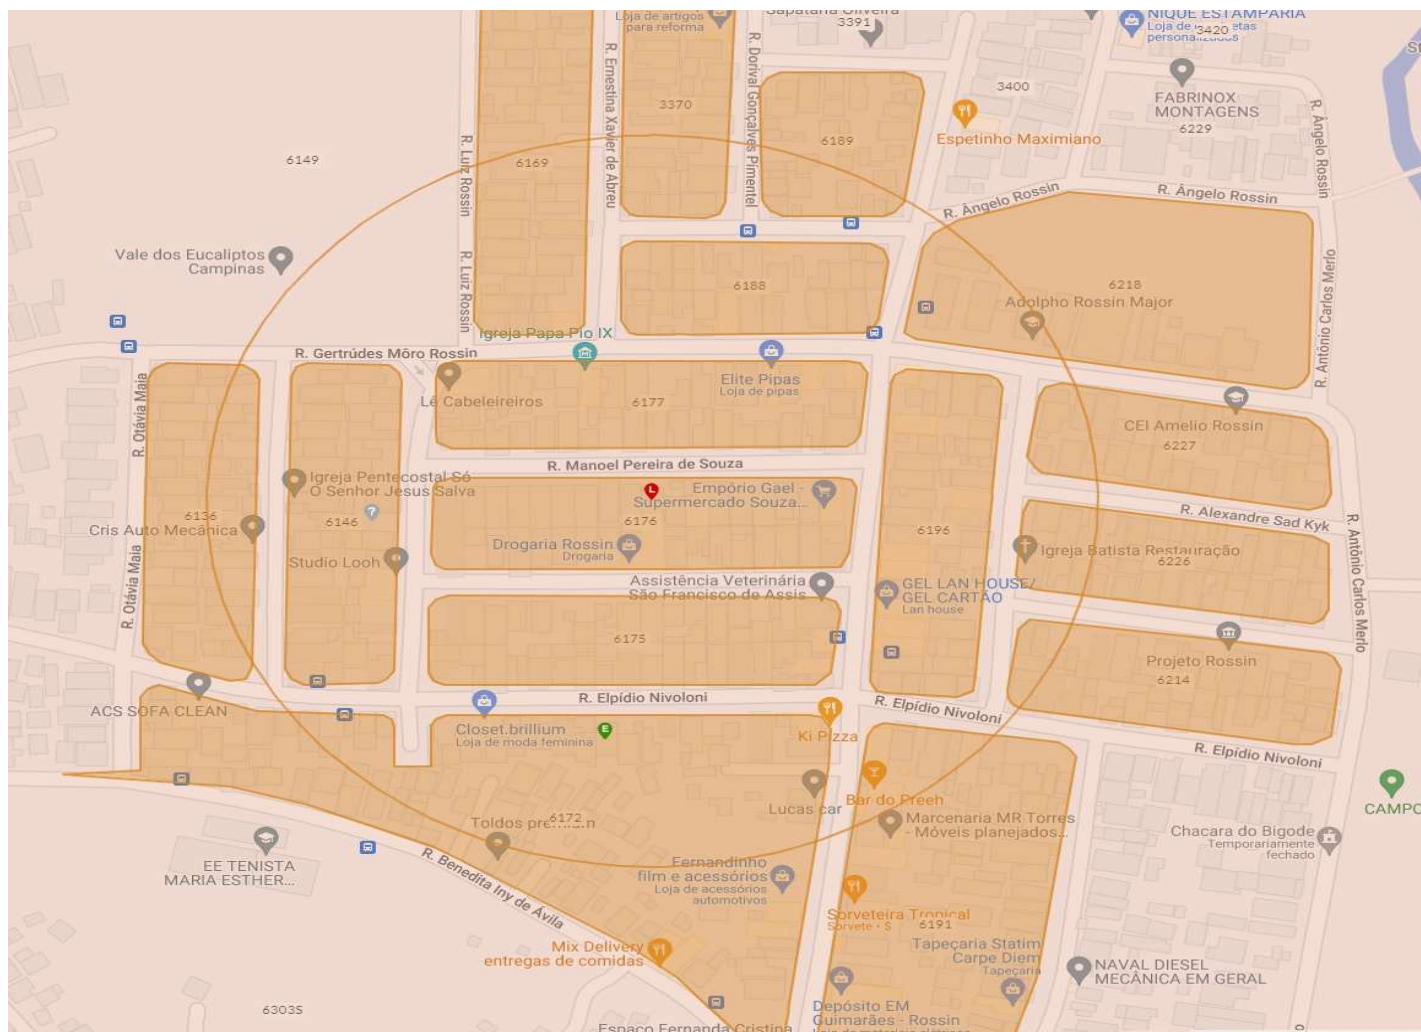 Loja de artigos
para reforma
Sapataria Oliveira
3391
NIQUE ESTAMPARIA
3420
R. Ernestina Xavier de Abreu
R. Dorival Gonçalves Pimentel
3370
3400
FABRINOX
MONTAGENS
6229
R. Ângelo Rossin
Espetinho Maximiano
6189
6149
6169
R. Luiz Rossin
R. Ângelo Rossin
R. Ângelo Rossin
Vale dos Eucaliptos
Campinas
R. Luiz Rossin
6188
6218
Adolpho Rossin Major
R. Antônio Carlos Merlo
Igreja Papa Pio IX
R. Gertrúdes Môro Rossin
Elite Pipas
Loja de pipas
Lê Cabeleireiros
6177
R. Otávia Maia
CEI Amelio Rossin
6227
R. Manoel Pereira de Souza
Igreja Pentecostal Só
O Senhor Jesus Salva
L
Empório Gael -
Supermercado Souza...
?
6136
6146
6176
6196
Cris Auto Mecânica
R. Alexandre Sad Kyk
R. Antônio Carlos Merlo
Drogaria Rossin
Drogaria
Studio Looh
Igreja Batista Restauração
6226
R. Otávia Maia
Assistência Veterinária
São Francisco de Assis
GEL LAN HOUSE/
GEL CARTÃO
Lan house
6175
Projeto Rossin
6214
ACS SOFA CLEAN
R. Elpídio Nivoloni
R. Elpídio Nivoloni
R. Elpídio Nivoloni
Closet.brillium
Loja de moda feminina
E
Ki Pizza
Lucas car
Bar do Preeh
CAMPO
6172
Marcenaria MR Torres
- Móveis planejados...
Chacara do Bigode
Temporariamente
fechado
EE TENISTA
MARIA ESTHER...
R. Benedita Iny de Ávila
Fernandinho
film e acessórios
Loja de acessórios
automotivos
Sorveteira Tropical
Sorvete • $
6191
Mix Delivery
entregas de comidas
Tapeçaria Statim
Carpe Diem
Tapeçaria
NAVAL DIESEL
MECÂNICA EM GERAL
6303S
Depósito EM
Guimarães - Rossin
Espaço Fernanda Cristina